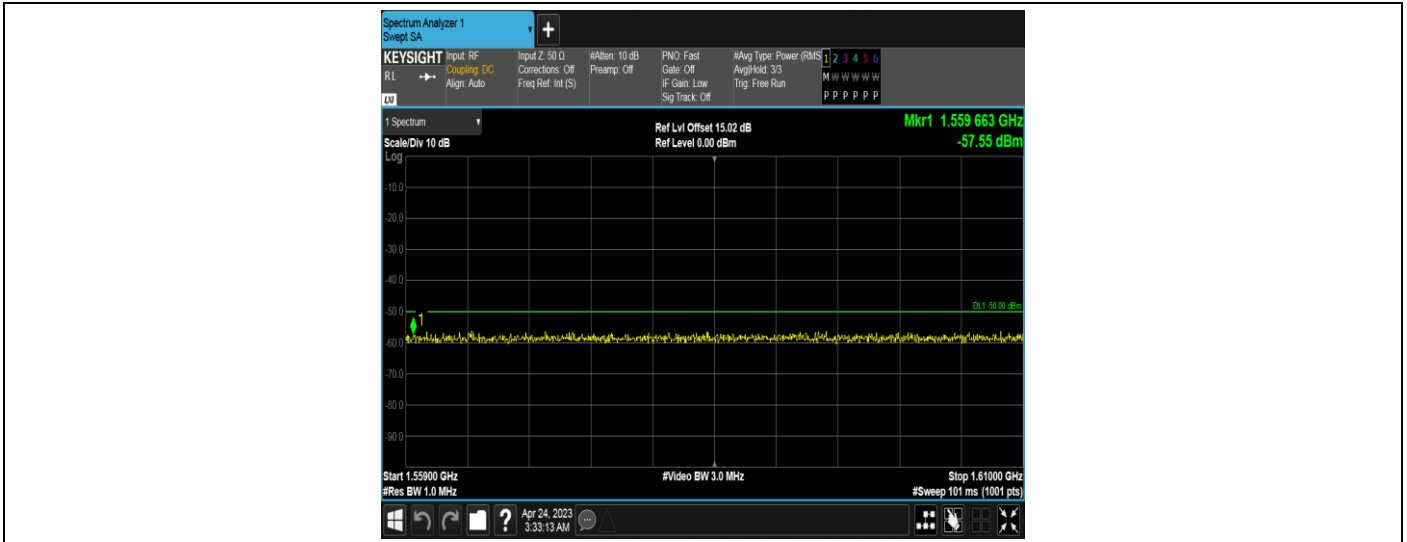 Spectrum Analyzer 1
Swept SA
+
KEYSIGHT
RL
LXI
Input: RF
Coupling: DC
Align: Auto
Input Z: 50 Ω
Corrections: Off
Freq Ref: Int (S)
#Atten: 10 dB
Preamp: Off
PNO: Fast
Gate: Off
IF Gain: Low
Sig Track: Off
#Avg Type: Power (RMS
Avg|Hold: 3/3
Trig: Free Run
1 2 3 4 5 6
M W W W W W
P P P P P P
1 Spectrum
Scale/Div 10 dB
Ref Lvl Offset 15.02 dB
Ref Level 0.00 dBm
Mkr1 1.559 663 GHz
-57.55 dBm
Log
-10.0
-20.0
-30.0
-40.0
DL1 -50.00 dBm
-50.0
1
-60.0
-70.0
-80.0
-90.0
Start 1.55900 GHz
#Res BW 1.0 MHz
#Video BW 3.0 MHz
Stop 1.61000 GHz
#Sweep 101 ms (1001 pts)
?
Apr 24, 2023
3:33:13 AM